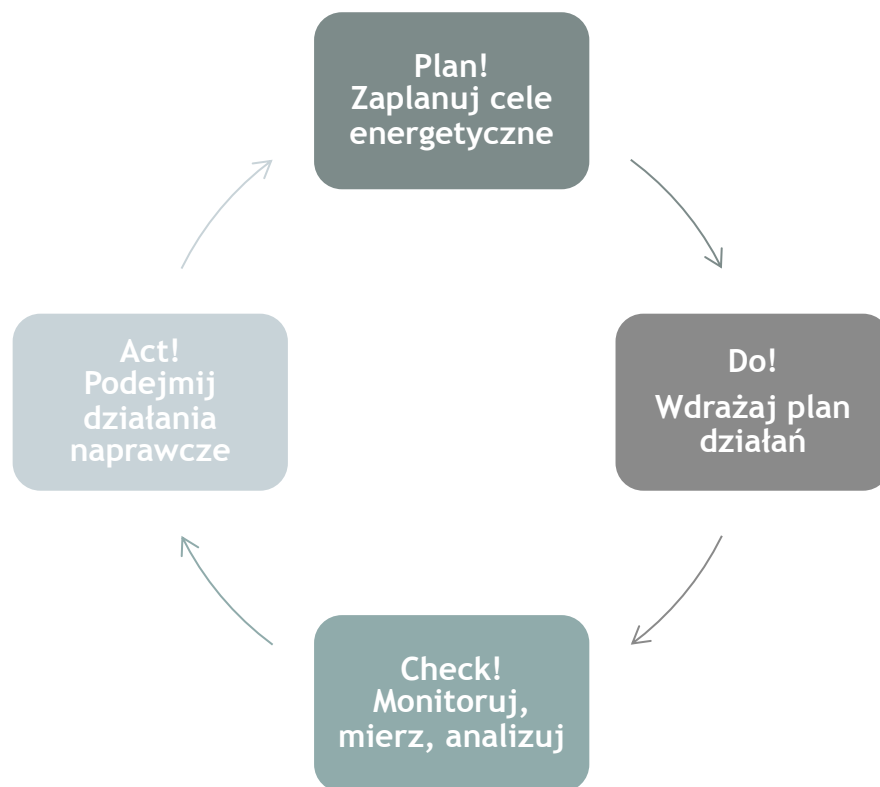 Plan!
Zaplanuj cele
energetyczne
Do!
Wdrażaj plan
działań
Check!
Monitoruj,
mierz, analizuj
Act!
Podejmij
działania
naprawcze